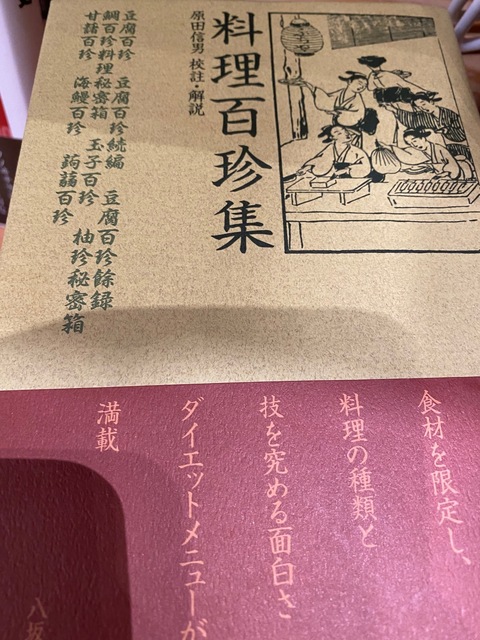 料理百珍集
原田信男 校註・解説
豆腐百珍 豆腐百珍続編 豆腐百珍餘録
鯛百珍料理秘密箱 玉子百珍 柚珍秘密箱
甘藷百珍 海鰻百珍 蒟蒻百珍
食材を限定し、
料理の種類と
技を究める面白さ
ダイエットメニューが
満載
八坂